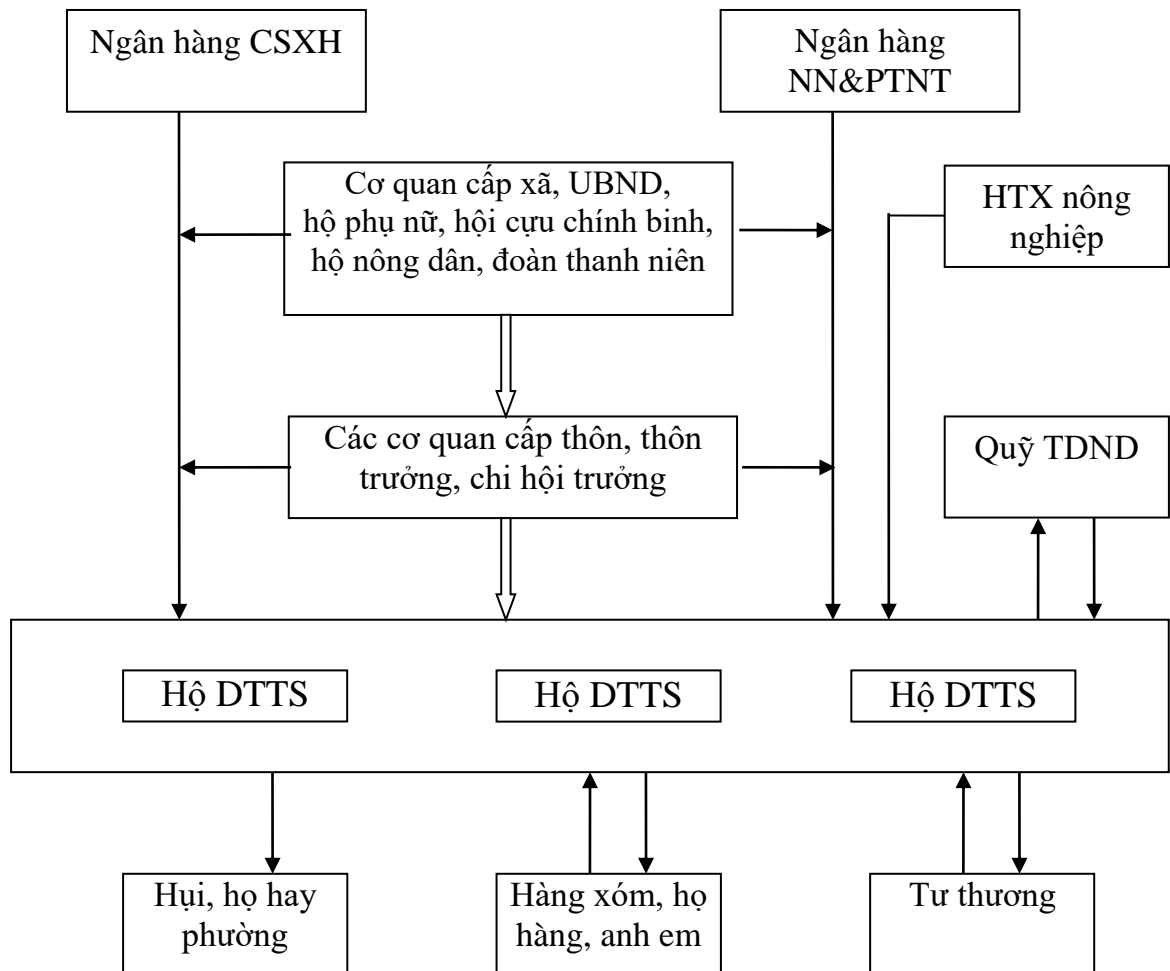 Ngân hàng CSXH
Ngân hàng
NN&PTNT
Cơ quan cấp xã, UBND,
hộ phụ nữ, hội cựu chính binh,
hộ nông dân, đoàn thanh niên
HTX nông
nghiệp
Các cơ quan cấp thôn, thôn
trưởng, chi hội trưởng
Quỹ TDND
Hộ DTTS
Hộ DTTS
Hộ DTTS
Hụi, họ hay
phường
Hàng xóm, họ
hàng, anh em
Tư thương